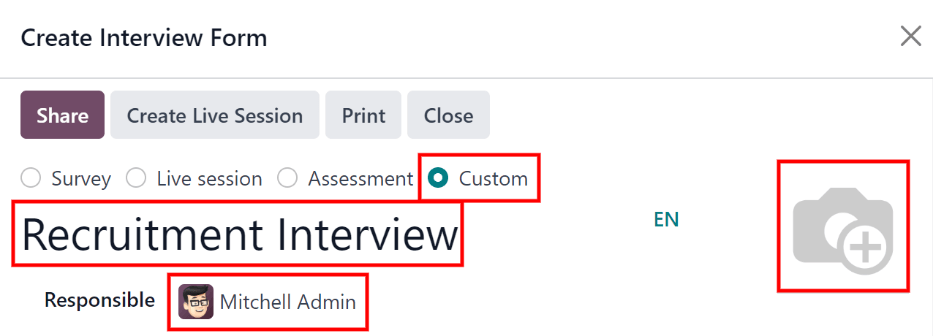 Create Interview Form
Share Create Live Session Print Close
Survey Live session Assessment Custom
Recruitment Interview EN
Responsible Mitchell Admin